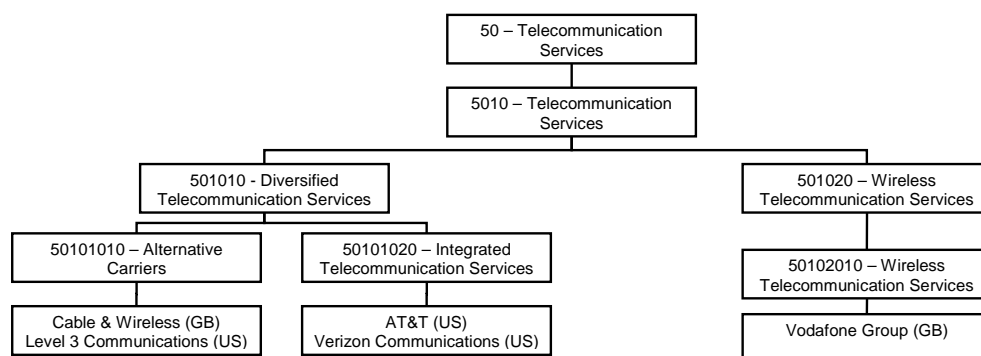 50 – Telecommunication
Services
5010 – Telecommunication
Services
501010 - Diversified
Telecommunication Services
501020 – Wireless
Telecommunication Services
50101010 – Alternative
Carriers
50101020 – Integrated
Telecommunication Services
50102010 – Wireless
Telecommunication Services
Cable & Wireless (GB)
Level 3 Communications (US)
AT&T (US)
Verizon Communications (US)
Vodafone Group (GB)